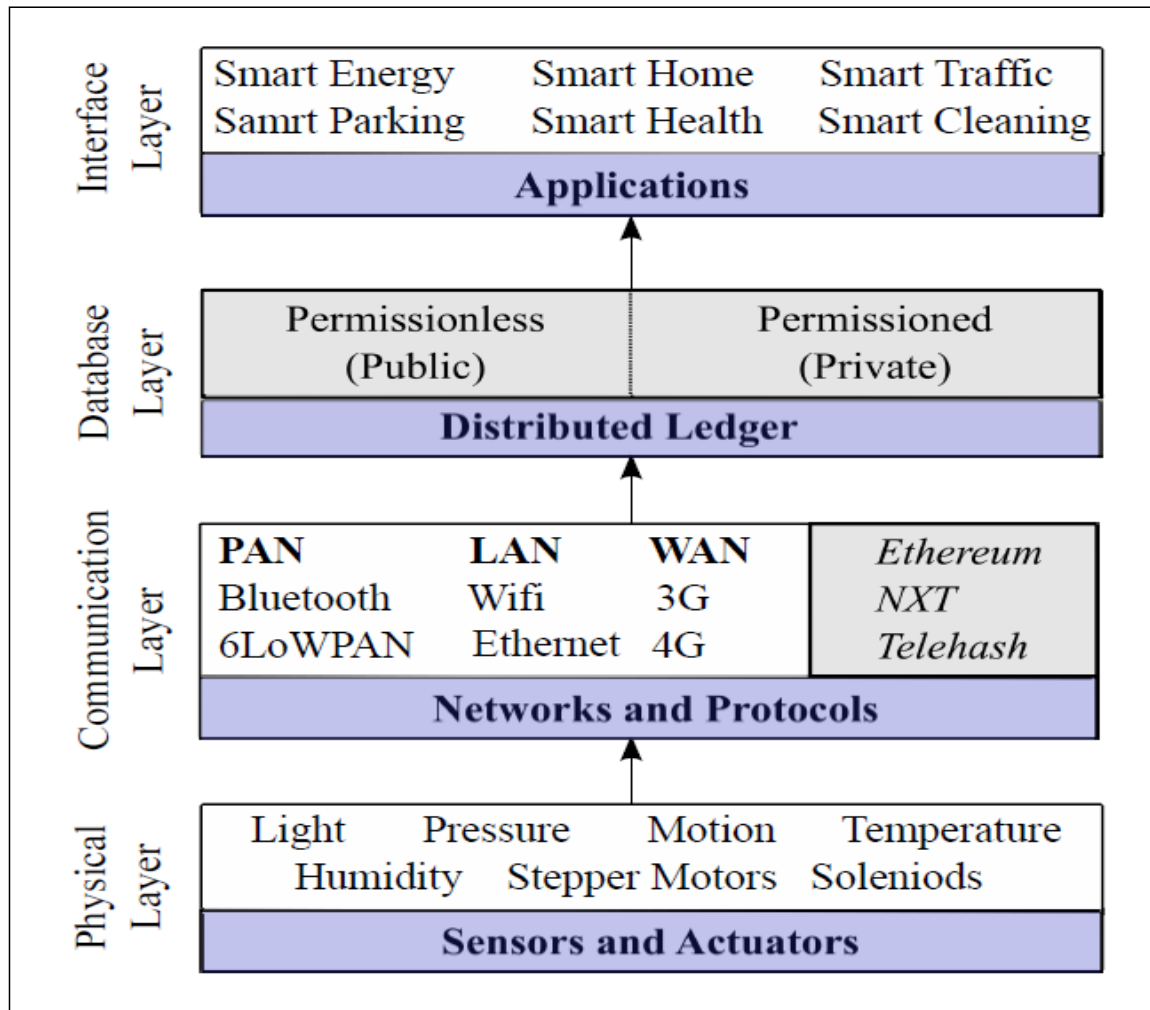 Interface
Layer
Smart Energy Smart Home Smart Traffic
Samrt Parking Smart Health Smart Cleaning
Applications
Database
Layer
Permissionless
(Public)
Permissioned
(Private)
Distributed Ledger
Communication
Layer
PAN LAN WAN
Bluetooth Wifi 3G
6LoWPAN Ethernet 4G
Ethereum
NXT
Telehash
Networks and Protocols
Physical
Layer
Light Pressure Motion Temperature
Humidity Stepper Motors Soleniods
Sensors and Actuators